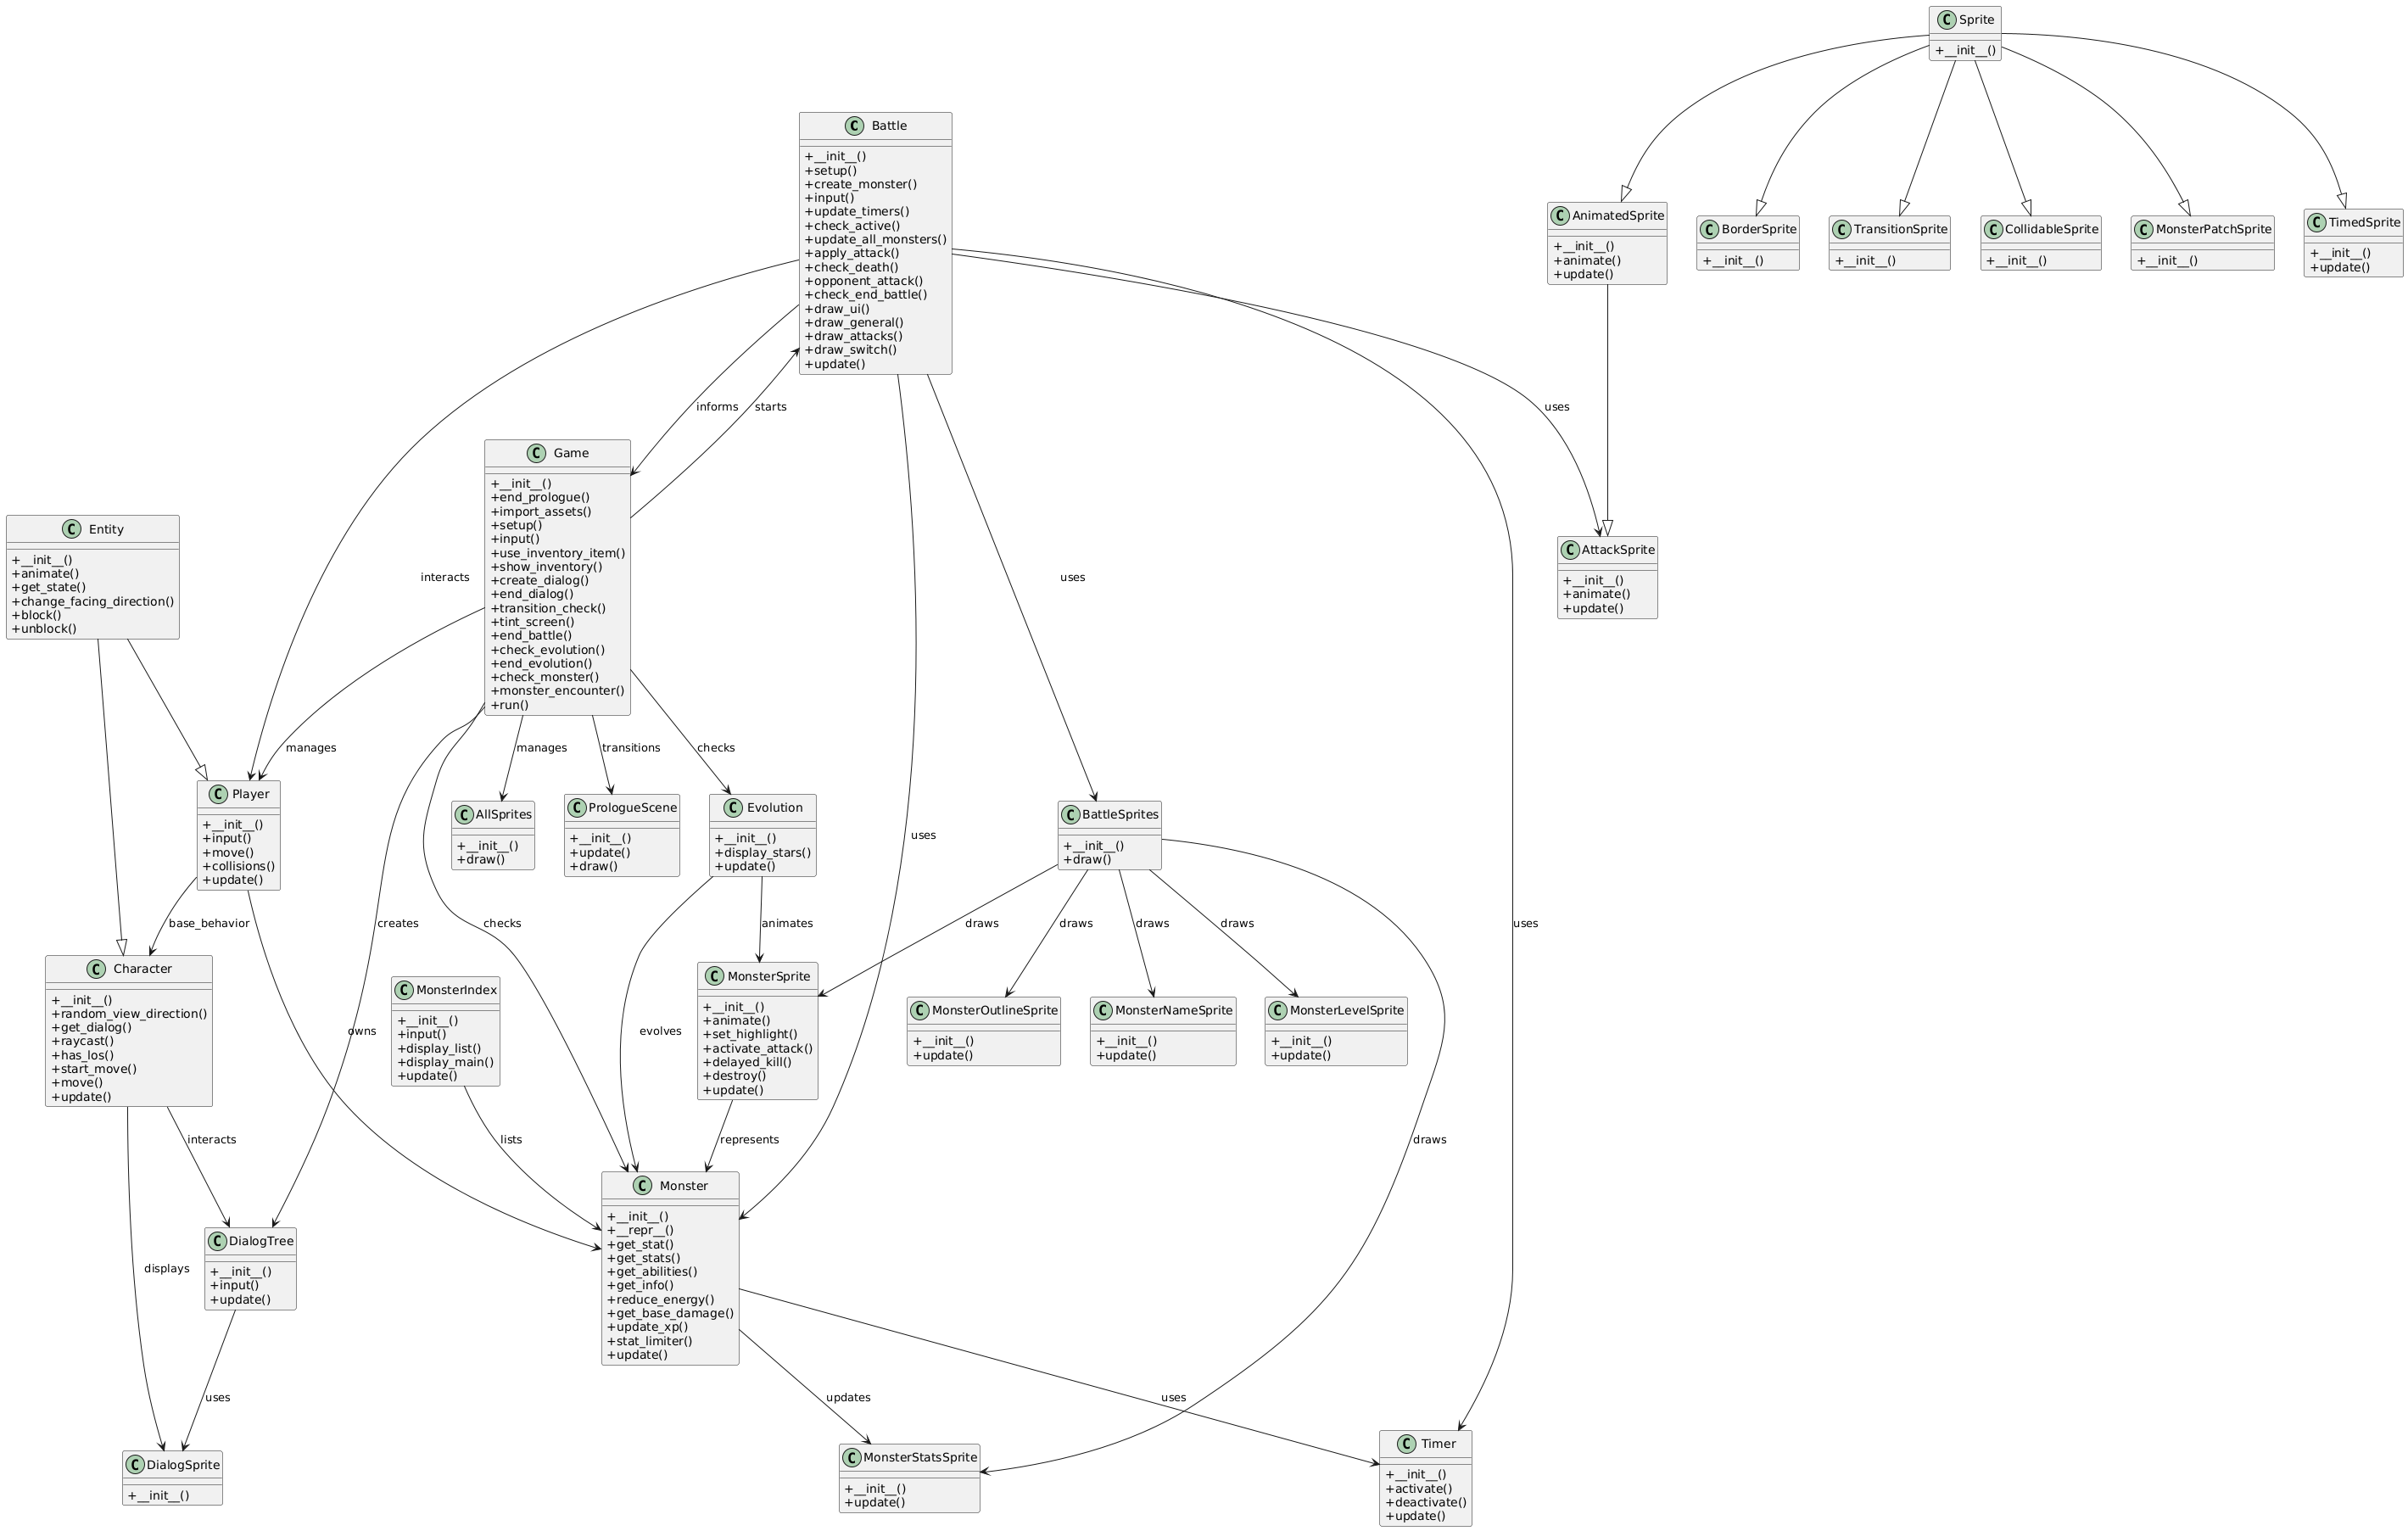 C Sprite
+__init__()
C Battle
+__init__()
+setup()
+create_monster()
+input()
+update_timers()
+check_active()
+update_all_monsters()
+apply_attack()
+check_death()
+opponent_attack()
+check_end_battle()
+draw_ui()
+draw_general()
+draw_attacks()
+draw_switch()
+update()
C AnimatedSprite
+__init__()
+animate()
+update()
C BorderSprite
+__init__()
C TransitionSprite
+__init__()
C CollidableSprite
+__init__()
C MonsterPatchSprite
+__init__()
C TimedSprite
+__init__()
+update()
informs
starts
uses
C Game
+__init__()
+end_prologue()
+import_assets()
+setup()
+input()
+use_inventory_item()
+show_inventory()
+create_dialog()
+end_dialog()
+transition_check()
+tint_screen()
+end_battle()
+check_evolution()
+end_evolution()
+check_monster()
+monster_encounter()
+run()
C Entity
+__init__()
+animate()
+get_state()
+change_facing_direction()
+block()
+unblock()
interacts
uses
C AttackSprite
+__init__()
+animate()
+update()
manages
manages
transitions
checks
C Player
+__init__()
+input()
+move()
+collisions()
+update()
C AllSprites
+__init__()
+draw()
C PrologueScene
+__init__()
+update()
+draw()
C Evolution
+__init__()
+display_stars()
+update()
uses
C BattleSprites
+__init__()
+draw()
base_behavior
creates
checks
animates
draws
draws
draws
draws
uses
C Character
+__init__()
+random_view_direction()
+get_dialog()
+raycast()
+has_los()
+start_move()
+move()
+update()
owns
C MonsterIndex
+__init__()
+input()
+display_list()
+display_main()
+update()
evolves
C MonsterSprite
+__init__()
+animate()
+set_highlight()
+activate_attack()
+delayed_kill()
+destroy()
+update()
C MonsterOutlineSprite
+__init__()
+update()
C MonsterNameSprite
+__init__()
+update()
C MonsterLevelSprite
+__init__()
+update()
interacts
lists
represents
draws
C DialogTree
+__init__()
+input()
+update()
displays
C Monster
+__init__()
+__repr__()
+get_stat()
+get_stats()
+get_abilities()
+get_info()
+reduce_energy()
+get_base_damage()
+update_xp()
+stat_limiter()
+update()
uses
updates
uses
C DialogSprite
+__init__()
C MonsterStatsSprite
+__init__()
+update()
C Timer
+__init__()
+activate()
+deactivate()
+update()